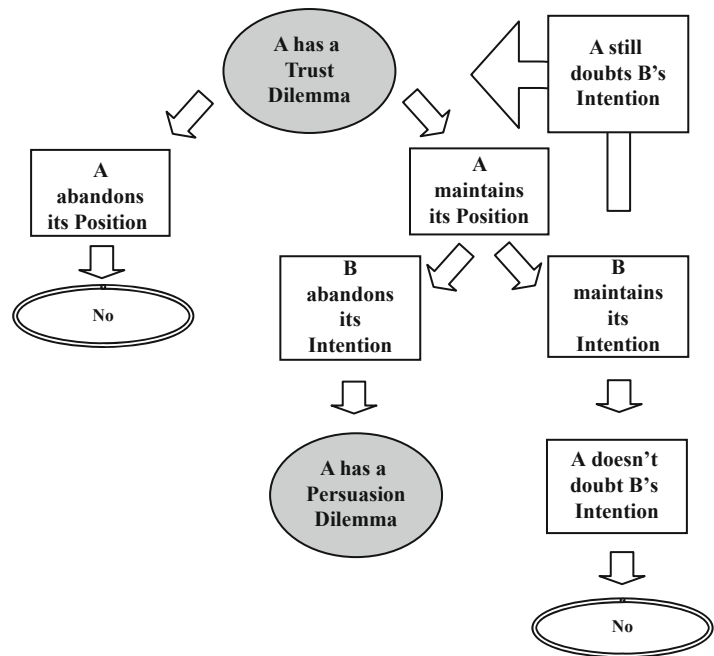 A has a
Trust
Dilemma
A still
doubts B's
Intention
A
abandons
its Position
A
maintains
its Position
No
B
abandons
its
Intention
B
maintains
its
Intention
A has a
Persuasion
Dilemma
A doesn't
doubt B's
Intention
No